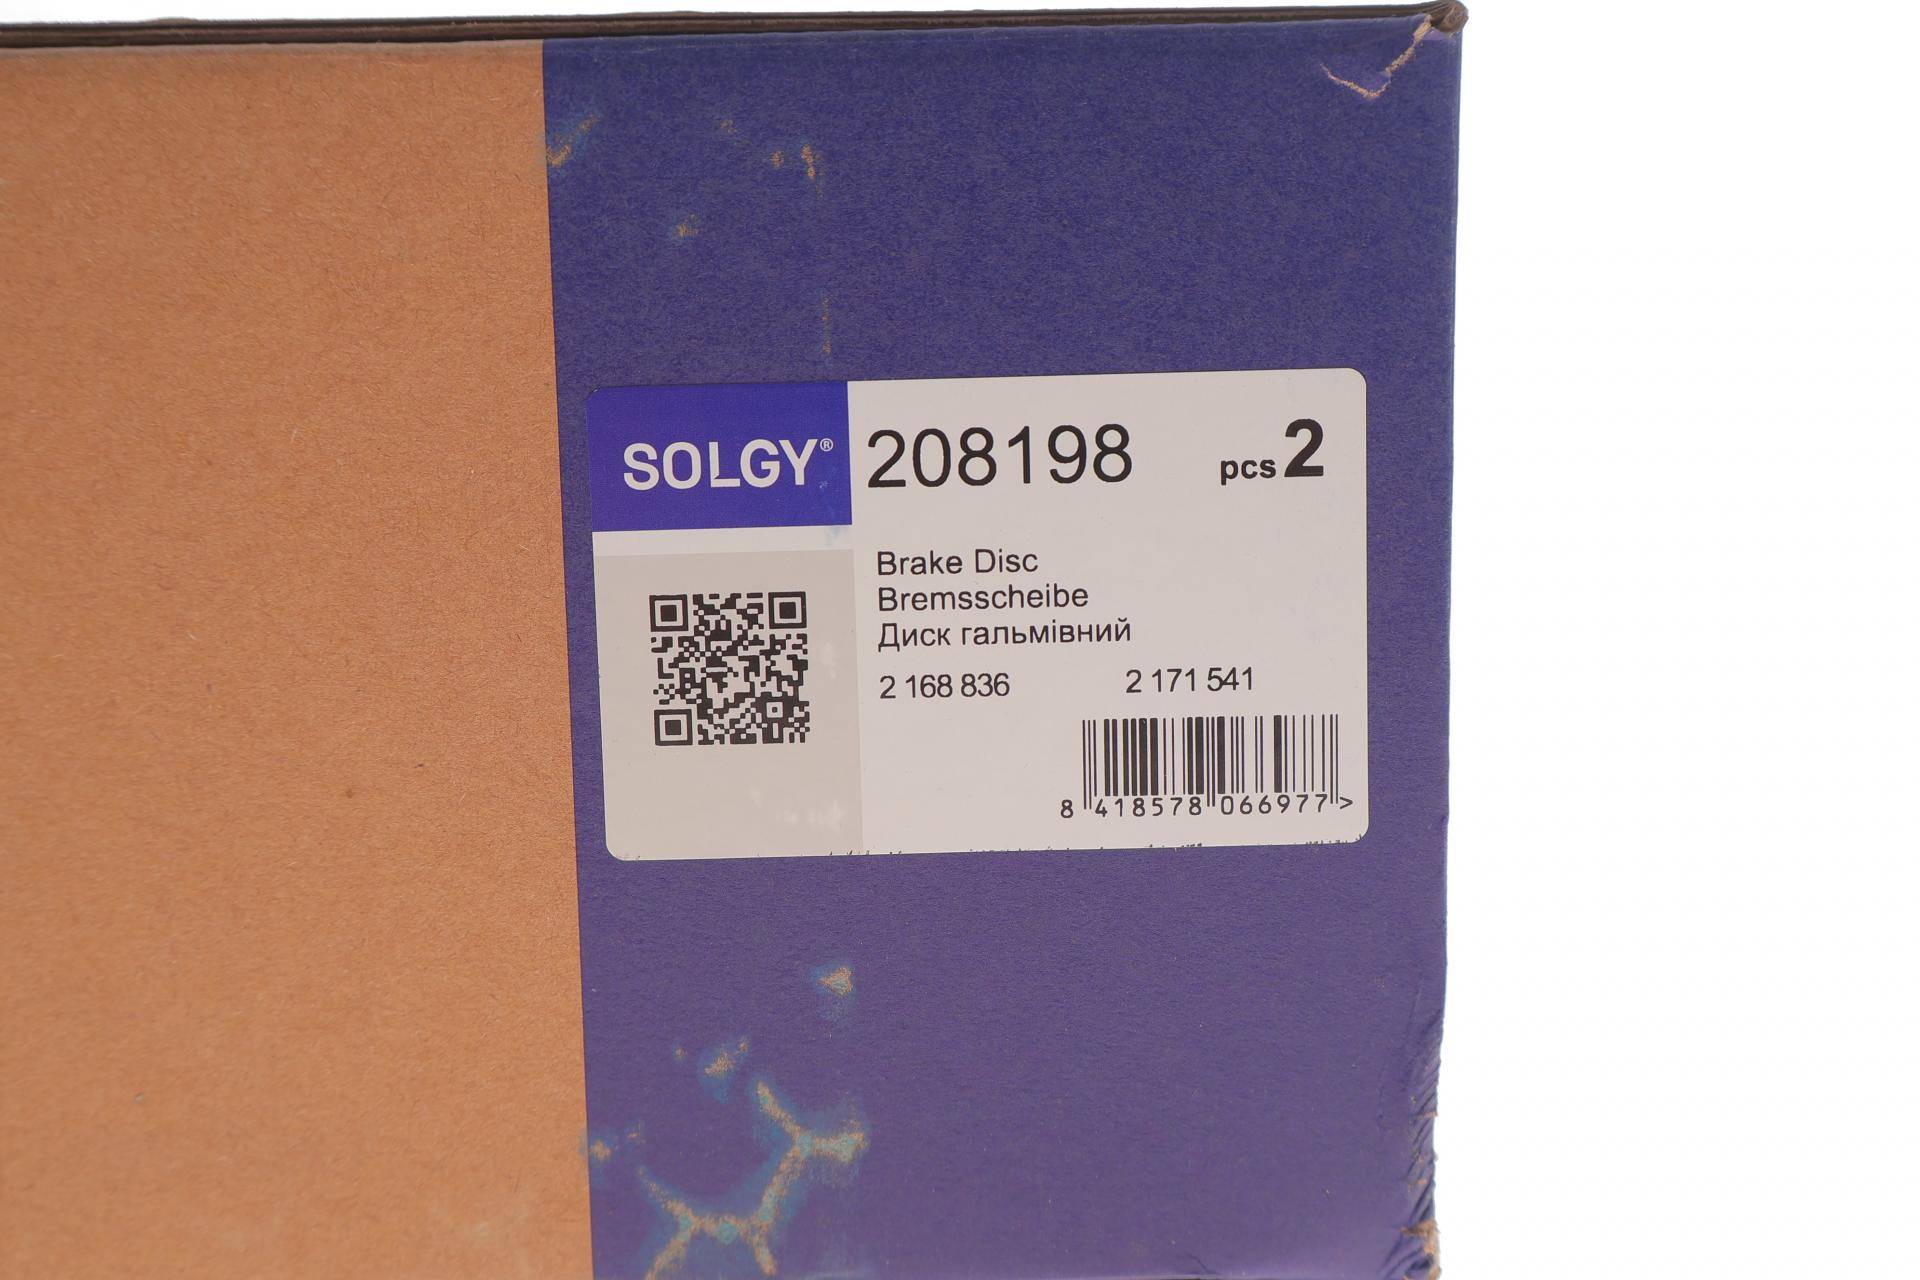 SOLGY®
208198
pcs 2
Brake Disc
Bremsscheibe
Диск гальмівний
2 168 836 2 171 541
8 418578 066977 >